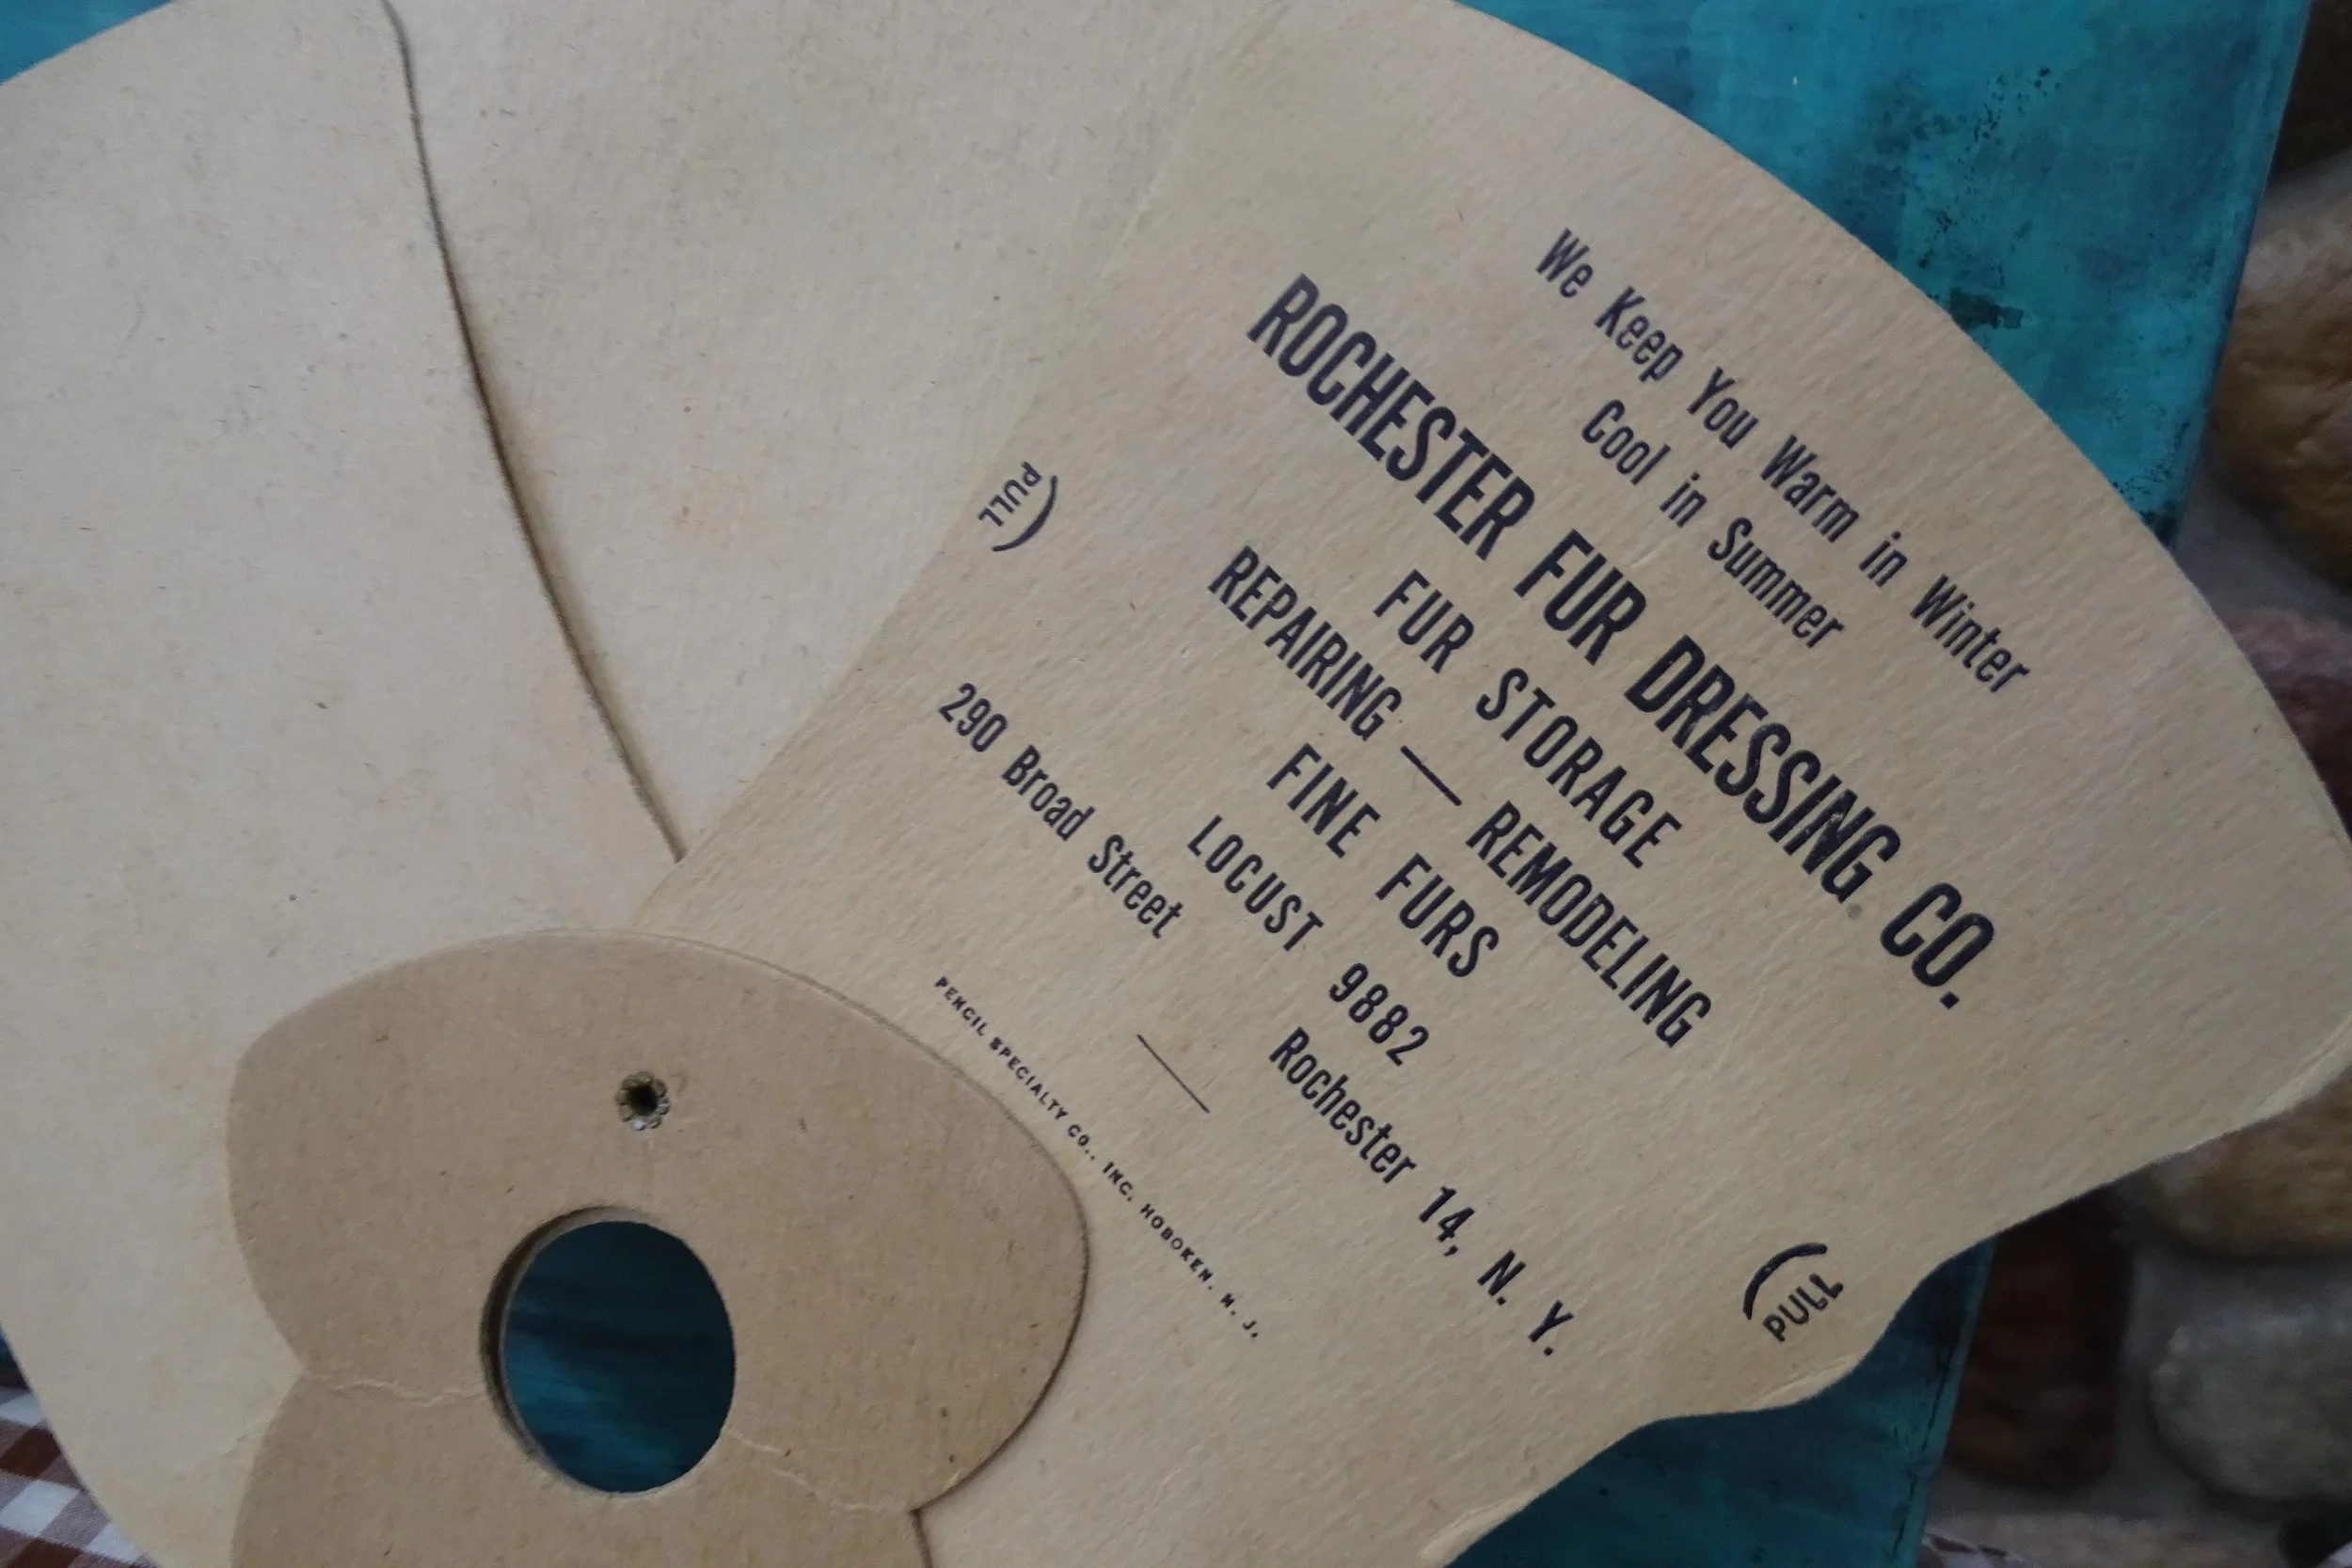 We Keep You Warm in Winter
Cool in Summer
ROCHESTER FUR DRESSING CO.
FUR STORAGE
REPAIRING — REMODELING
FINE FURS
LOCUST 9882
290 Broad Street Rochester 14, N. Y.
PENCIL SPECIALTY CO., INC. HOBOKEN, N. J.
(PULL
(PULL